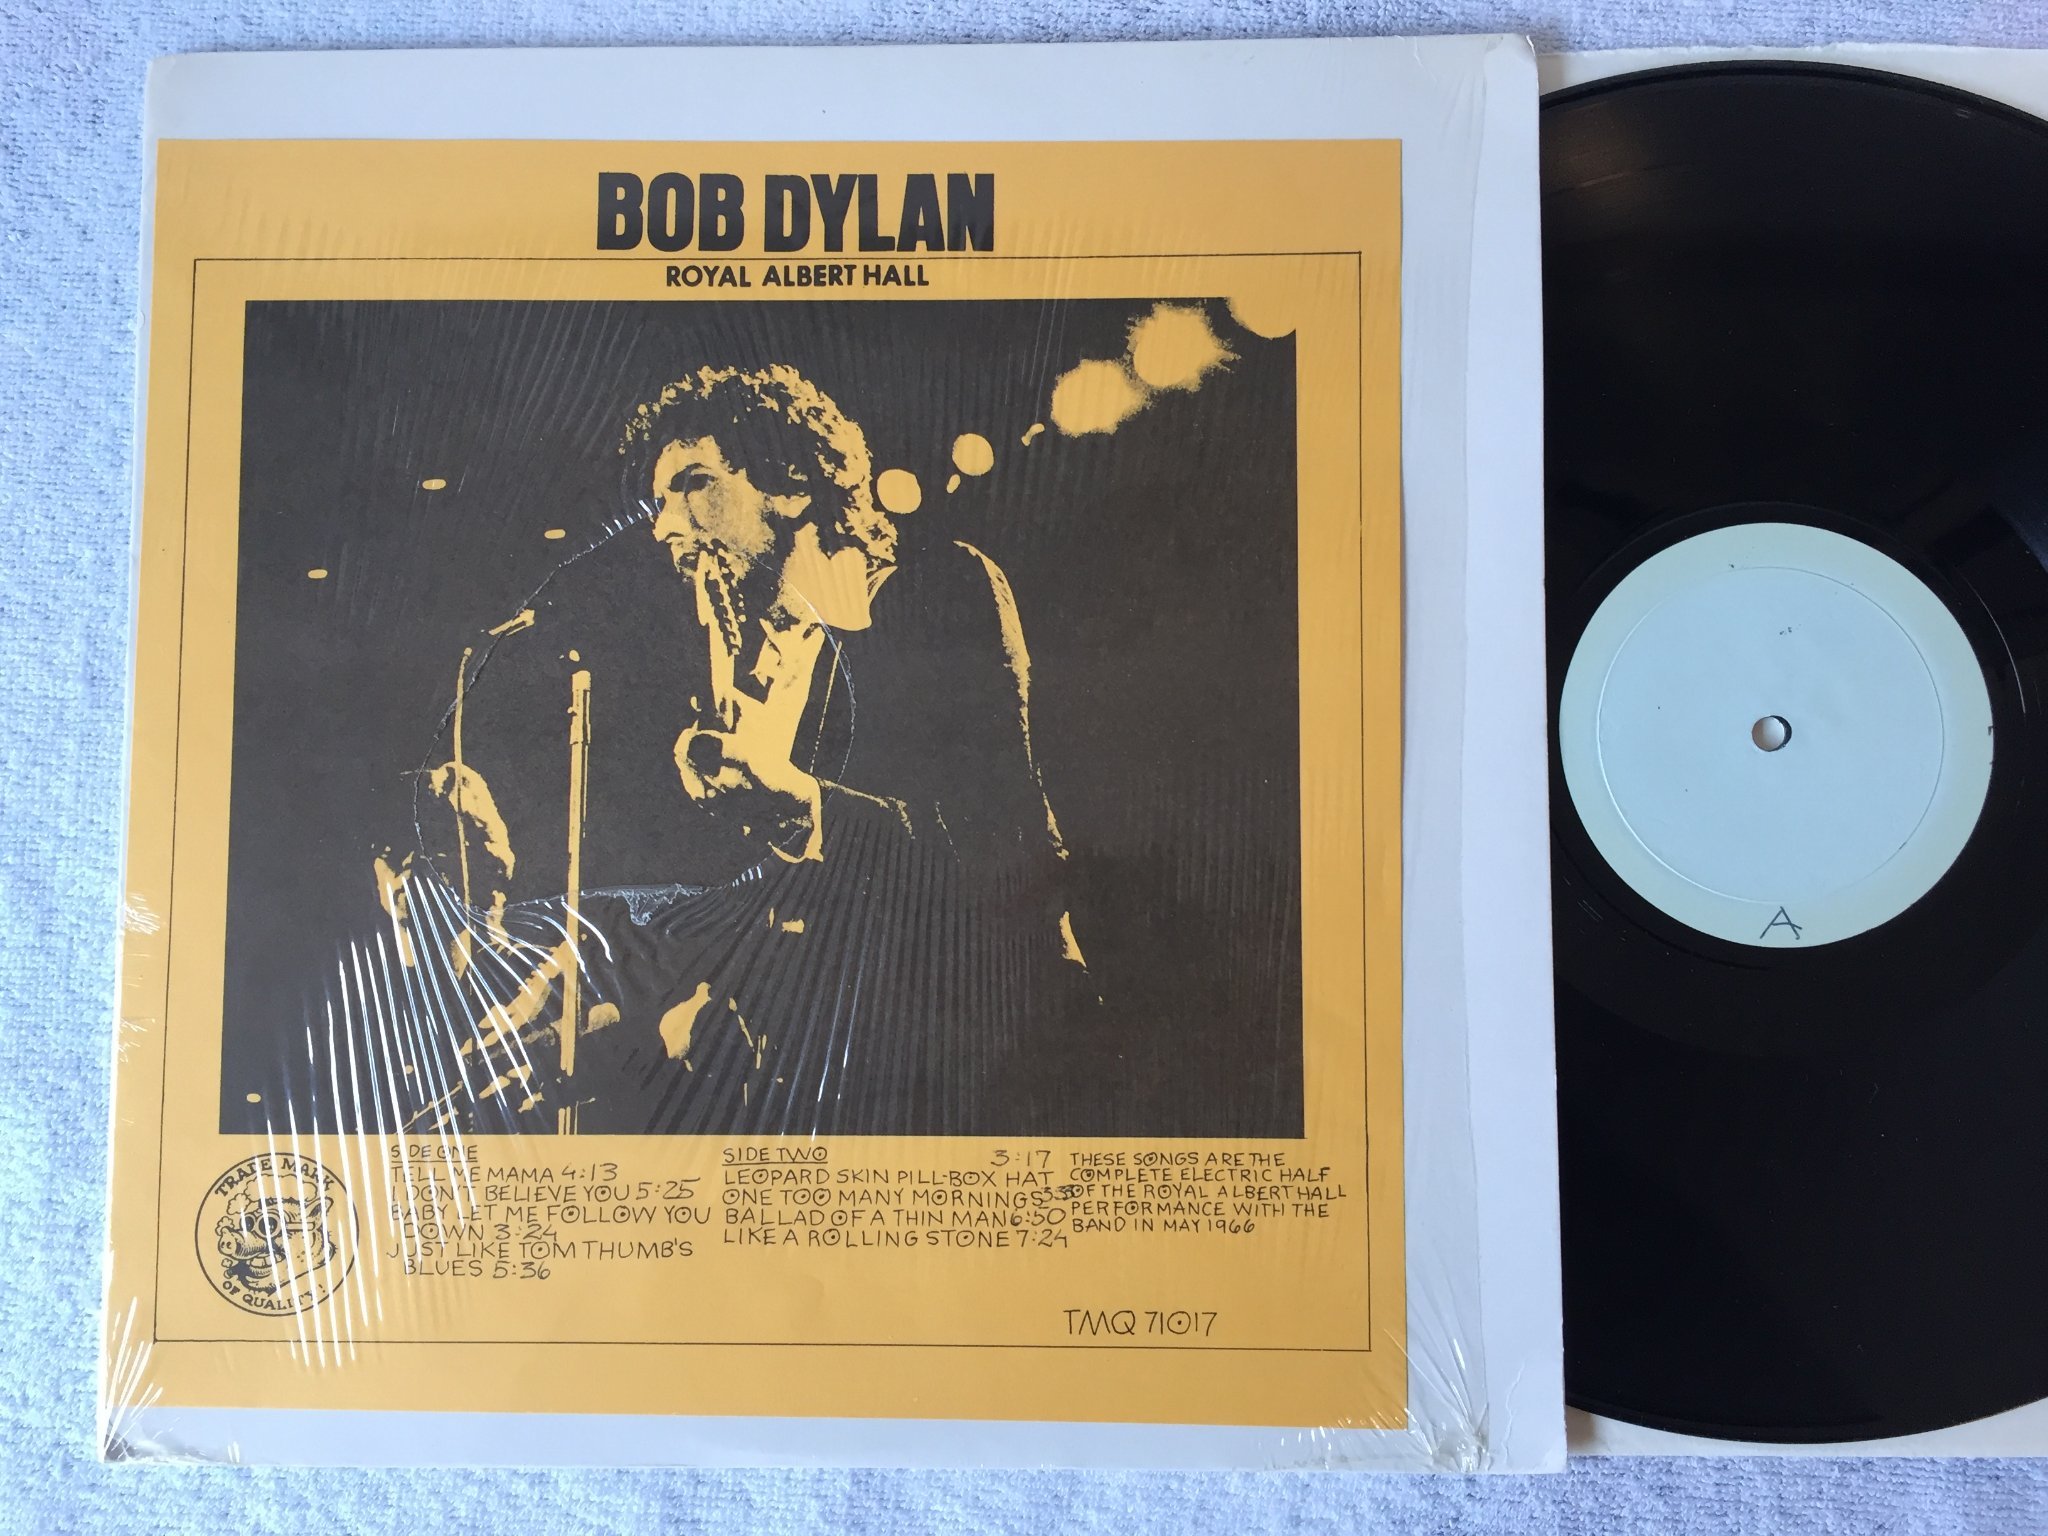 BOB DYLAN
ROYAL ALBERT HALL
TRADE MARK
OF QUALITY!
SIDE ONE
TELL ME MAMA 4:13
I DON'T BELIEVE YOU 5:25
BABY LET ME FOLLOW YOU
DOWN 3:24
JUST LIKE TOM THUMB'S
BLUES 5:36
SIDE TWO 3:17
LEOPARD SKIN PILL-BOX HAT
ONE TOO MANY MORNINGS
BALLAD OF A THIN MAN 6:50
LIKE A ROLLING STONE 7:24
THESE SONGS ARE THE
COMPLETE ELECTRIC HALF
OF THE ROYAL ALBERT HALL
PERFORMANCE WITH THE
BAND IN MAY 1966
TMQ 71017
A